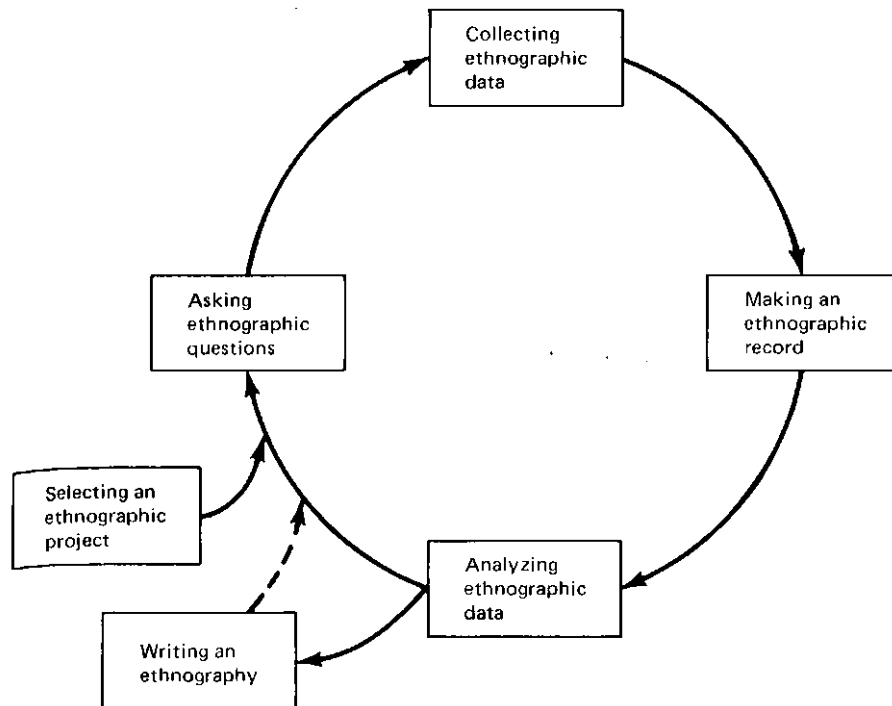 Collecting
ethnographic
data
Asking
ethnographic
questions
Making an
ethnographic
record
Selecting an
ethnographic
project
Analyzing
ethnographic
data
Writing an
ethnography